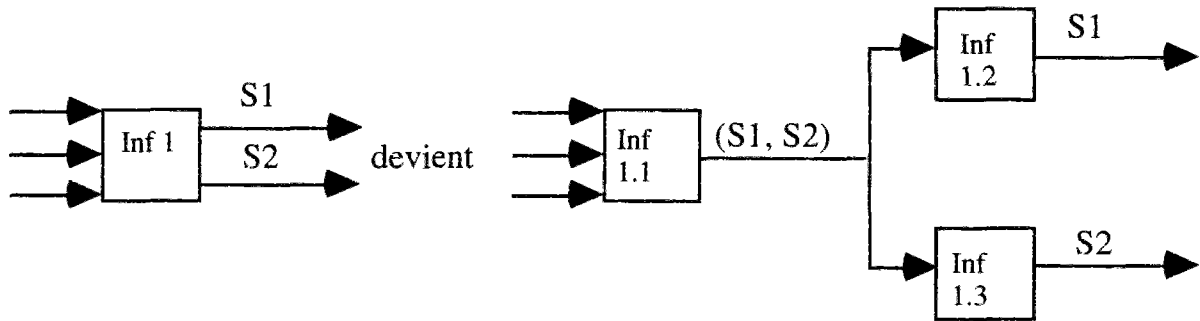 S1
Inf 1
S2
devient
Inf
1.1
(S1, S2)
Inf
1.2
S1
Inf
1.3
S2